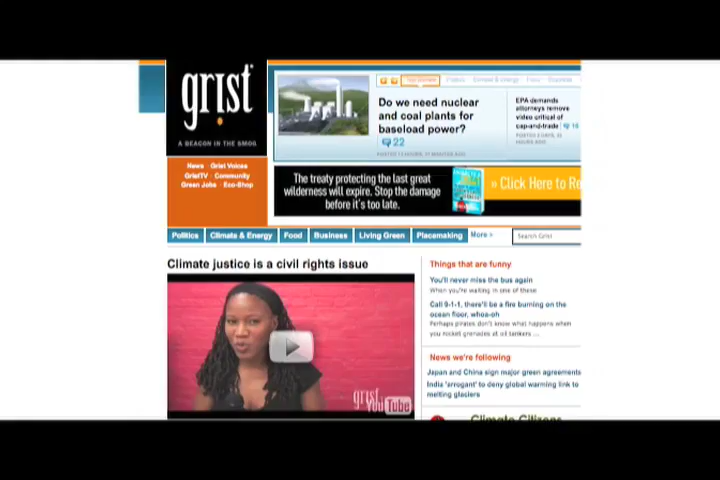 grist
A BEACON IN THE SMOG
News · Grist Voices
GristTV · Community
Green Jobs · Eco-Shop
Do we need nuclear
and coal plants for
baseload power?
22
EPA demands
attorneys remove
video critical of
cap-and-trade
The treaty protecting the last great
wilderness will expire. Stop the damage
before it's too late.
» Click Here to Re
Politics
Climate & Energy
Food
Business
Living Green
Placemaking
More »
Search Grist
Climate justice is a civil rights issue
grist
YouTube
Things that are funny
You'll never miss the bus again
When you're waiting in one of these
Call 9-1-1, there'll be a fire burning on the
ocean floor, whoa-oh
Perhaps pirates don't know what happens when
you rocket grenades at oil tankers ...
News we're following
Japan and China sign major green agreements
India 'arrogant' to deny global warming link to
melting glaciers
Climate Citizens